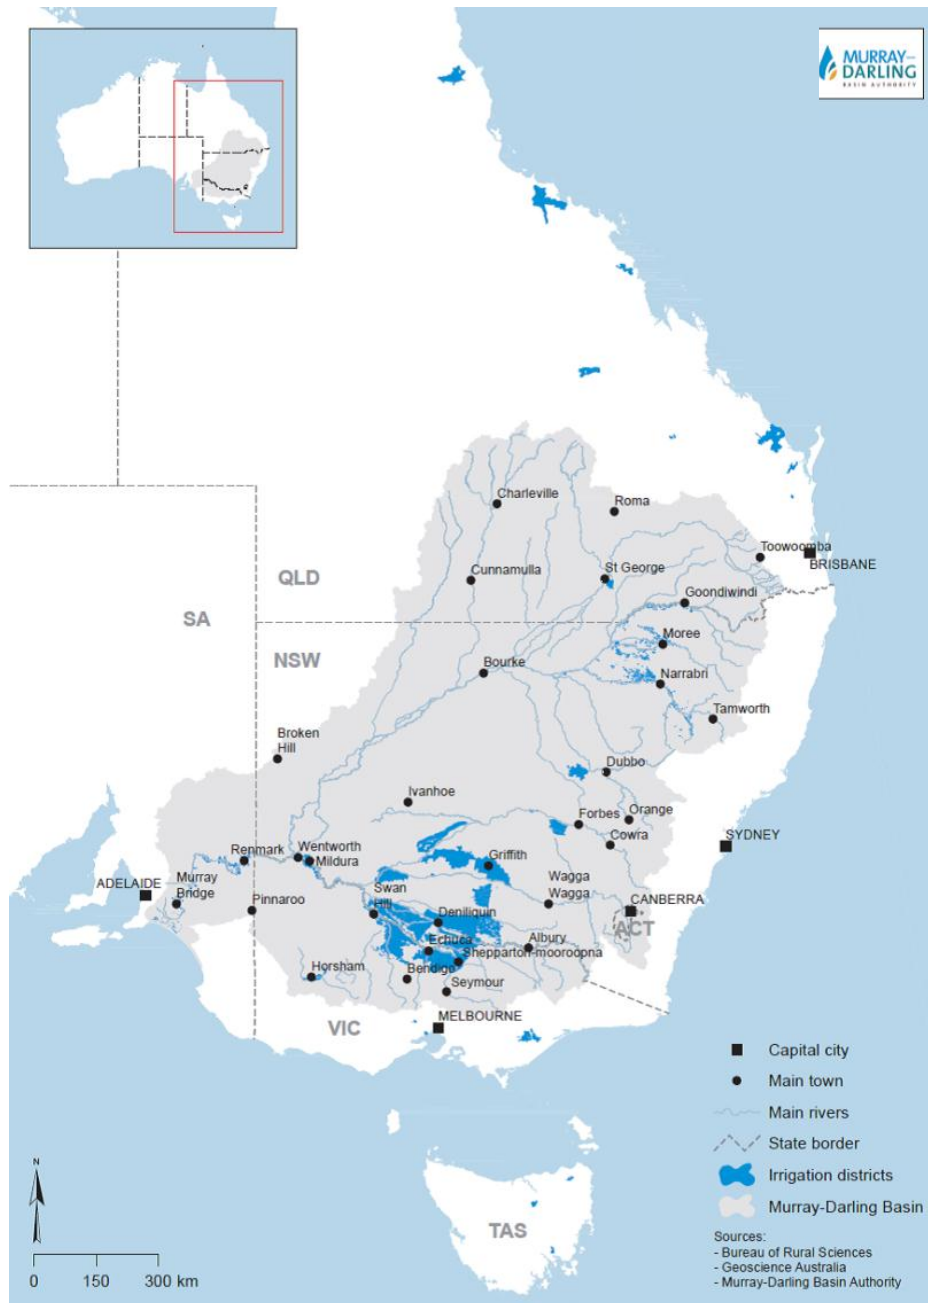 MURRAY–
DARLING
BASIN AUTHORITY
Charleville
Roma
Toowoomba
BRISBANE
Cunnamulla
St George
QLD
Goondiwindi
SA
Moree
NSW
Bourke
Narrabri
Tamworth
Broken
Hill
Dubbo
Ivanhoe
Forbes
Orange
Cowra
SYDNEY
Renmark
Wentworth
Mildura
Griffith
ADELAIDE
Murray
Bridge
Pinnaroo
Swan
Hill
Wagga
Wagga
CANBERRA
ACT
Deniliquin
Echuca
Albury
Shepparton-mooroopna
Horsham
Bendigo
Seymour
VIC
MELBOURNE
Capital city
Main town
Main rivers
State border
Irrigation districts
Murray-Darling Basin
N
TAS
Sources:
- Bureau of Rural Sciences
- Geoscience Australia
- Murray-Darling Basin Authority
0 150 300 km